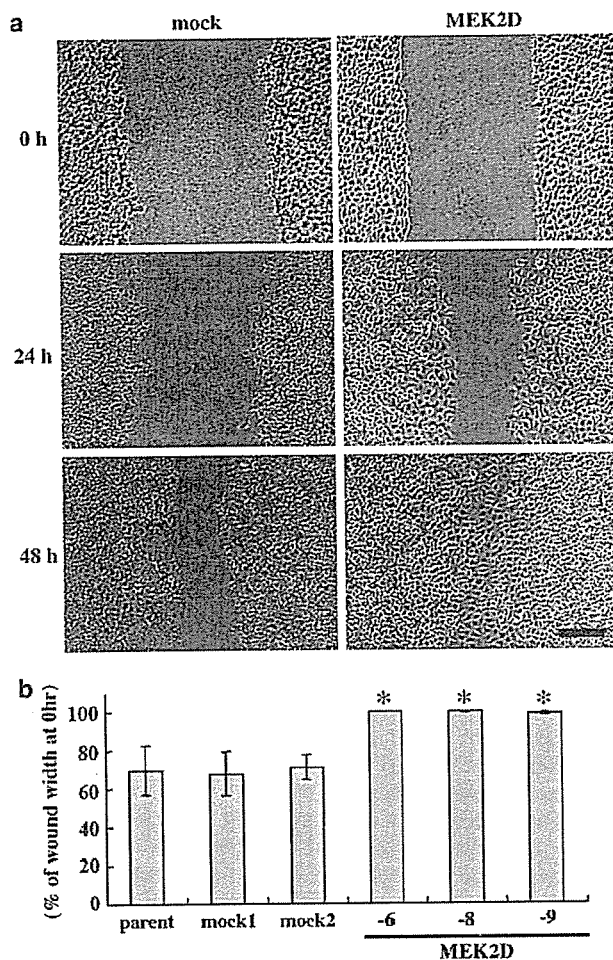 a
mock MEK2D
0 h
24 h
48 h
b
(% of wound width at 0hr)
100
80
60
40
20
0
* * *
parent mock1 mock2 -6 -8 -9
MEK2D